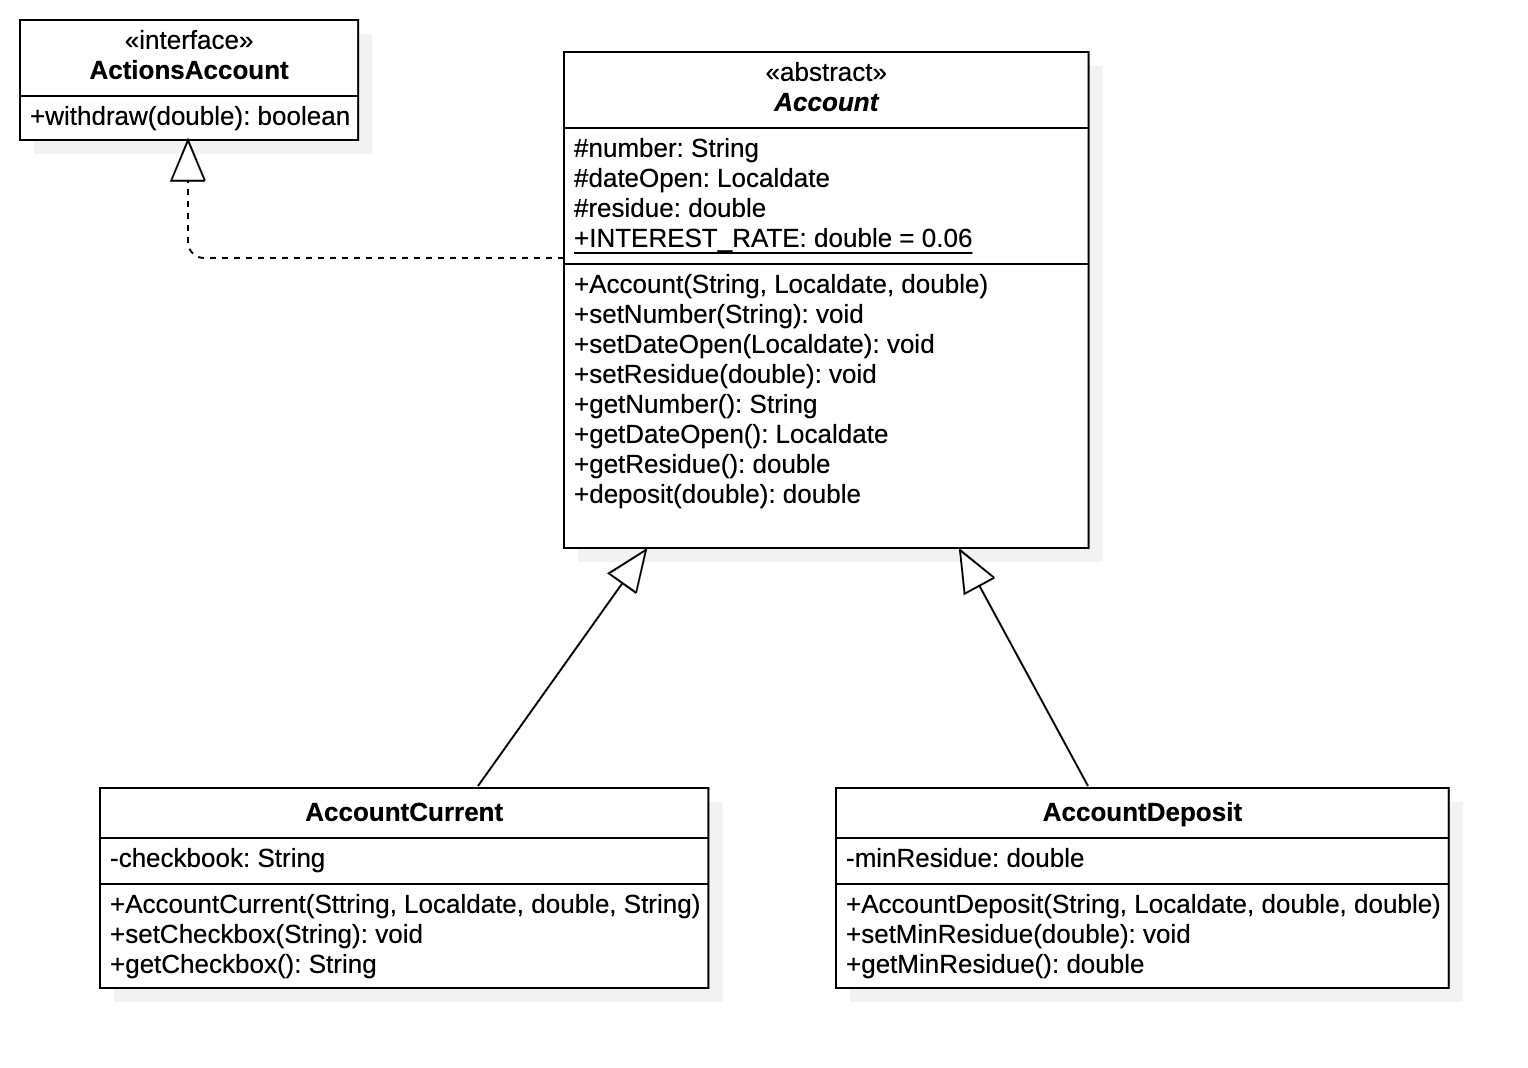 «interface»
ActionsAccount
+withdraw(double): boolean
«abstract»
Account
#number: String
#dateOpen: Localdate
#residue: double
+INTEREST_RATE: double = 0.06
+Account(String, Localdate, double)
+setNumber(String): void
+setDateOpen(Localdate): void
+setResidue(double): void
+getNumber(): String
+getDateOpen(): Localdate
+getResidue(): double
+deposit(double): double
AccountCurrent
-checkbook: String
+AccountCurrent(Sttring, Localdate, double, String)
+setCheckbox(String): void
+getCheckbox(): String
AccountDeposit
-minResidue: double
+AccountDeposit(String, Localdate, double, double)
+setMinResidue(double): void
+getMinResidue(): double